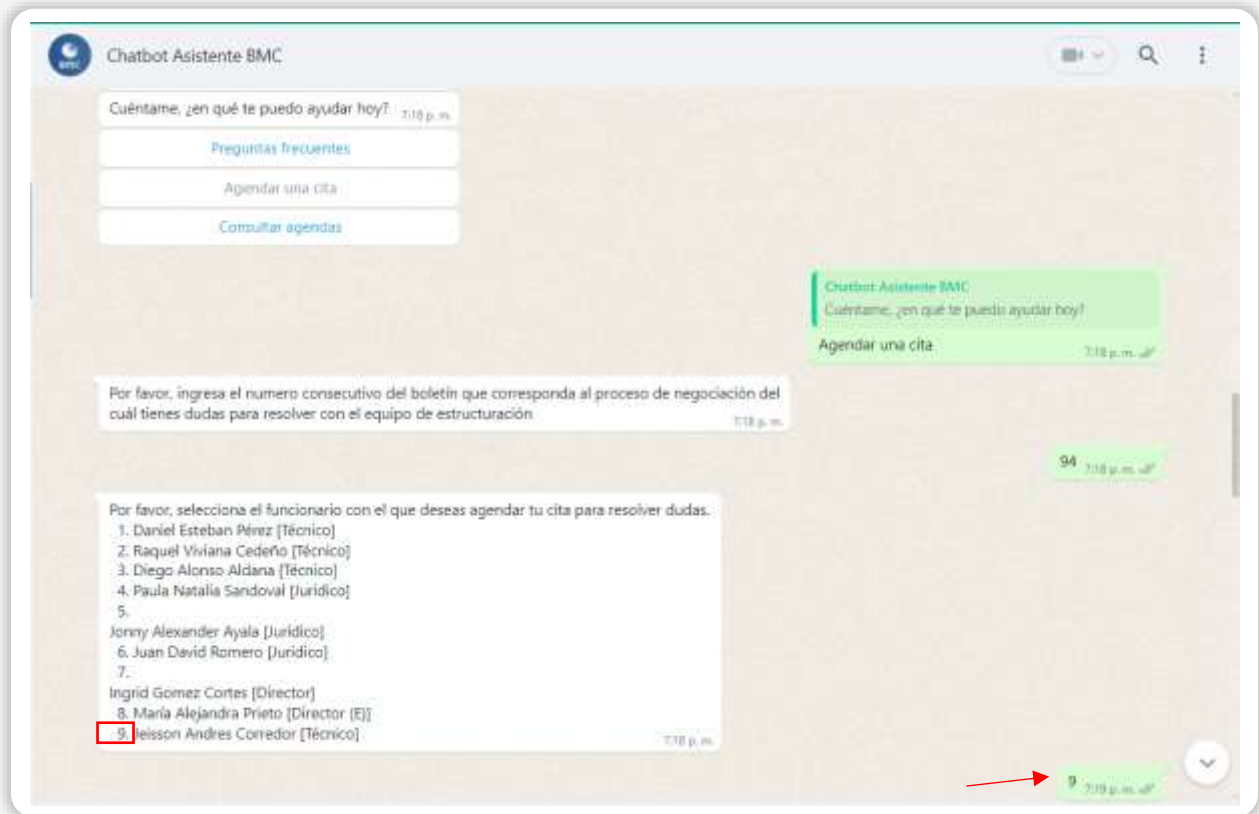 BMC
Chatbot Asistente BMC
Cuéntame, ¿en qué te puedo ayudar hoy? 7:18 p. m.
Preguntas frecuentes
Agendar una cita
Consultar agendas
Chatbot Asistente BMC
Cuéntame, ¿en qué te puedo ayudar hoy?
Agendar una cita 7:18 p. m.
Por favor, ingresa el numero consecutivo del boletín que corresponda al proceso de negociación del
cuál tienes dudas para resolver con el equipo de estructuración 7:18 p. m.
94 7:18 p. m.
Por favor, selecciona el funcionario con el que deseas agendar tu cita para resolver dudas.
1. Daniel Esteban Pérez [Técnico]
2. Raquel Viviana Cedeño [Técnico]
3. Diego Alonso Aldana [Técnico]
4. Paula Natalia Sandoval [Jurídico]
5.
Jonny Alexander Ayala [Jurídico]
6. Juan David Romero [Jurídico]
7.
Ingrid Gomez Cortes [Director]
8. María Alejandra Prieto [Director (E)]
9. Jeisson Andres Corredor [Técnico] 7:18 p. m.
9 7:19 p. m.